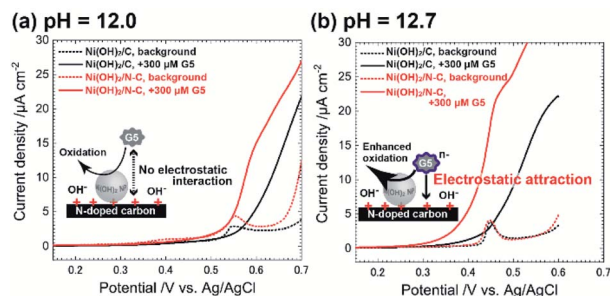 (a) pH = 12.0
30
25
20
15
10
5
0
Current density /μA cm⁻²
Ni(OH)₂/C, background
Ni(OH)₂/C, +300 μM G5
Ni(OH)₂/N-C, background
Ni(OH)₂/N-C, +300 μM G5
G5
Oxidation
No electrostatic
interaction
OH⁻
OH⁻
N-doped carbon
0.2 0.3 0.4 0.5 0.6 0.7
Potential /V vs. Ag/AgCl
(b) pH = 12.7
30
25
20
15
10
5
0
Current density /μA cm⁻²
Ni(OH)₂/C, background
Ni(OH)₂/C, +300 μM G5
Ni(OH)₂/N-C, background
Ni(OH)₂/N-C,
+300 μM G5
Enhanced
oxidation
G5
n-
Electrostatic attraction
OH⁻
OH⁻
N-doped carbon
0.2 0.3 0.4 0.5 0.6 0.7
Potential /V vs. Ag/AgCl